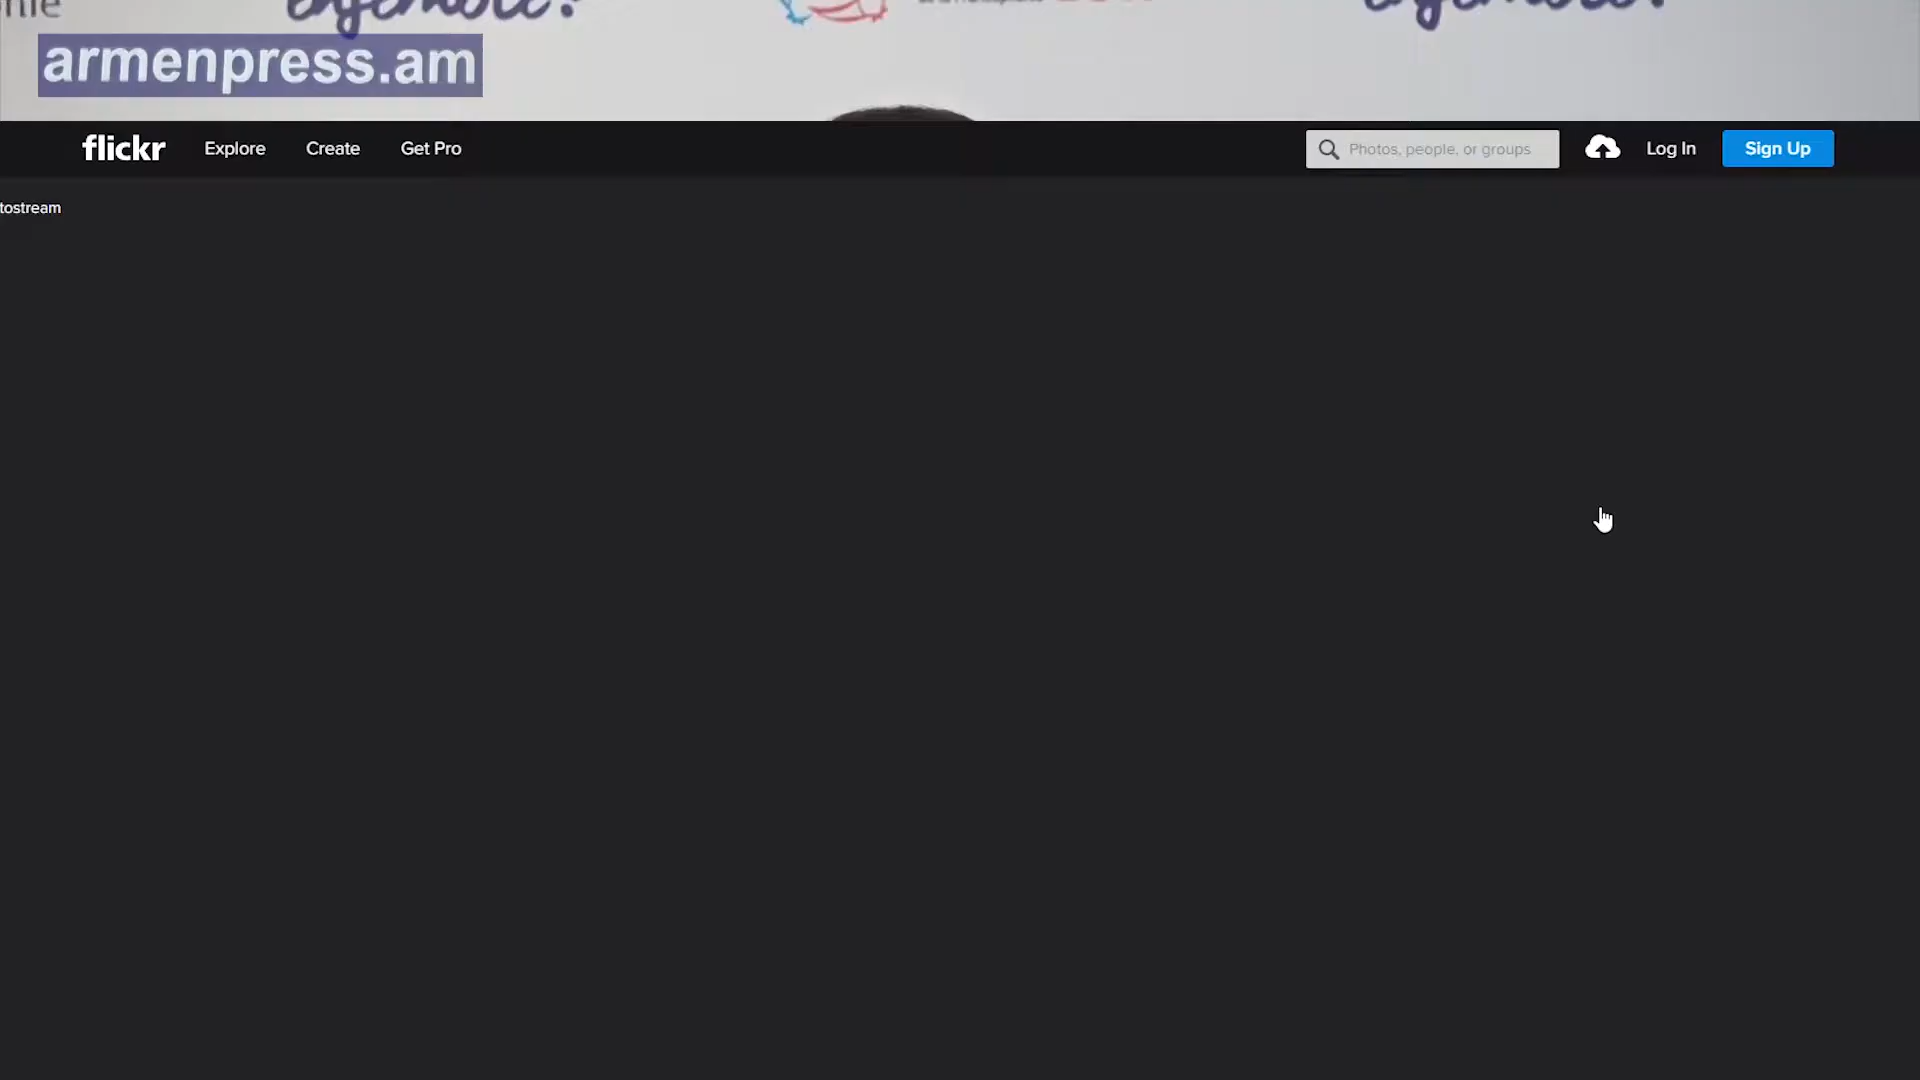 armenpress.am
flickr Explore Create Get Pro Photos, people, or groups Log In Sign Up
tostream